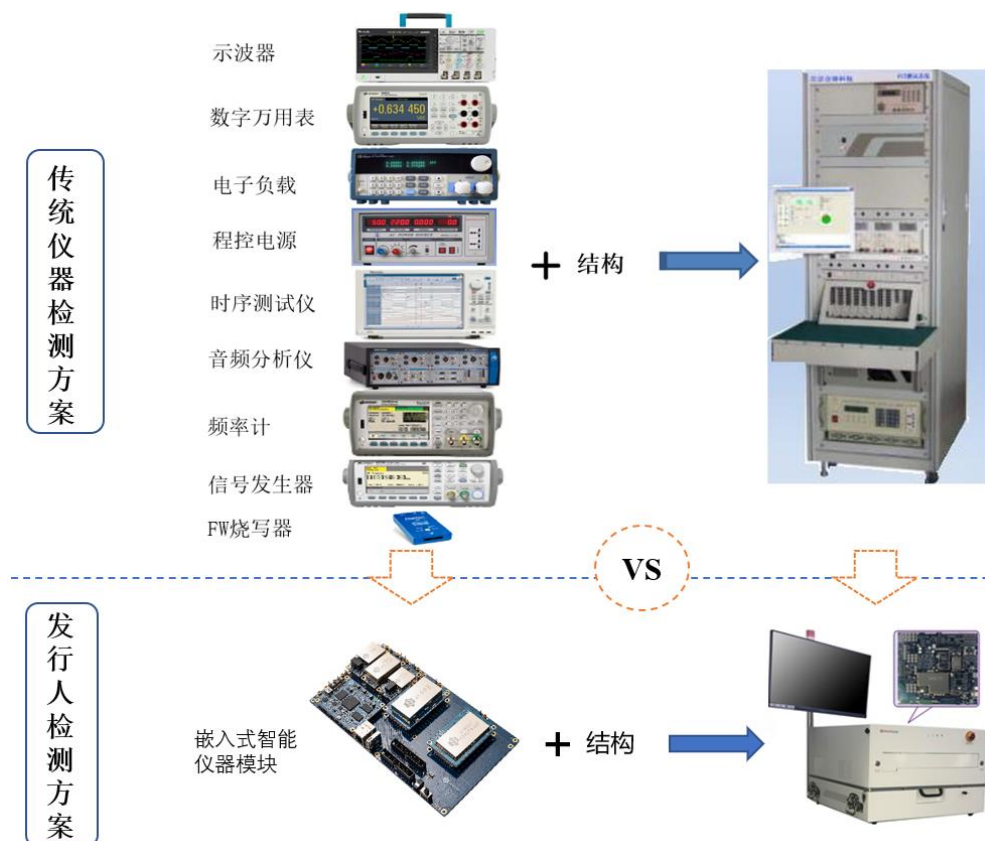 传统仪器检测方案
示波器
数字万用表
电子负载
程控电源
时序测试仪
音频分析仪
频率计
信号发生器
FW烧写器
+0.634 450
+ 结构
VS
发行人检测方案
嵌入式智能
仪器模块
+ 结构